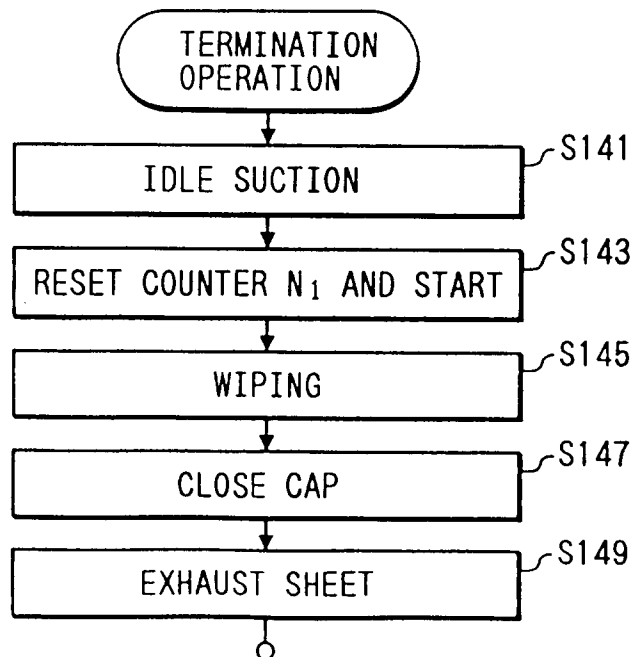 TERMINATION
OPERATION
S141
IDLE SUCTION
S143
RESET COUNTER N₁ AND START
S145
WIPING
S147
CLOSE CAP
S149
EXHAUST SHEET